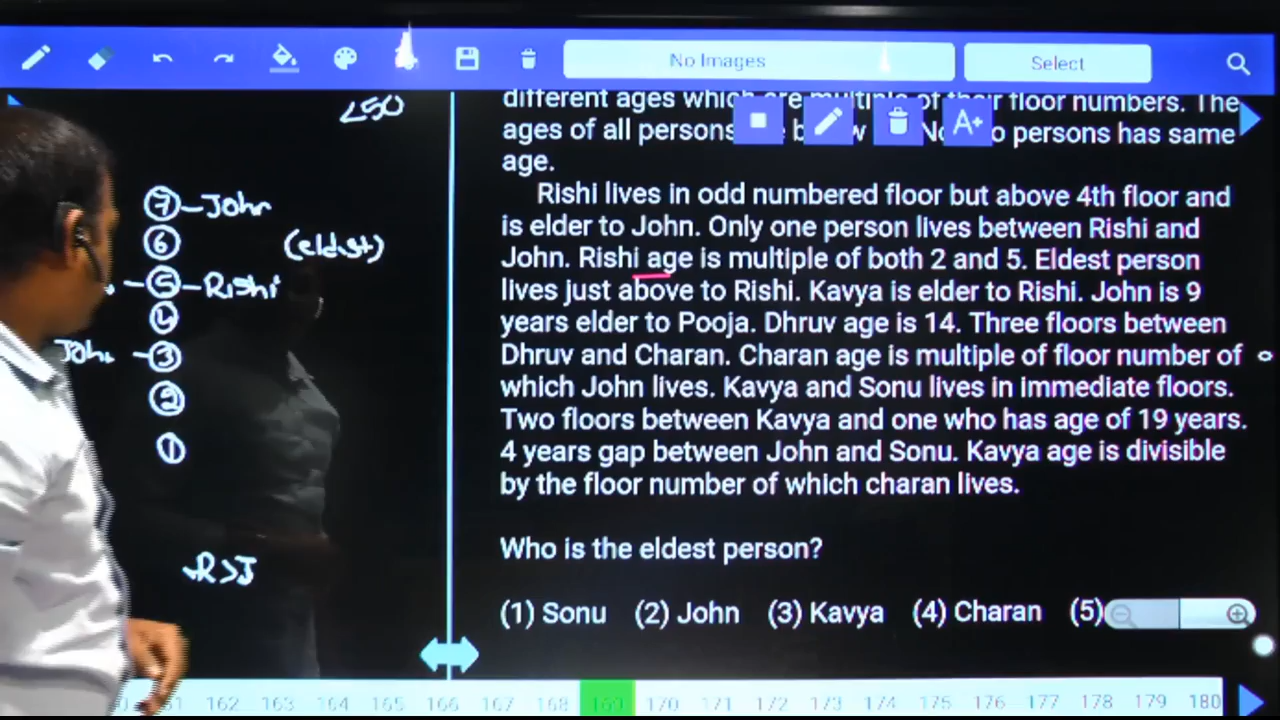 No Images
Select
A+
<50
different ages which are multiple of their floor numbers. The
ages of all persons No persons has same
age.
Rishi lives in odd numbered floor but above 4th floor and
is elder to John. Only one person lives between Rishi and
John. Rishi age is multiple of both 2 and 5. Eldest person
lives just above to Rishi. Kavya is elder to Rishi. John is 9
years elder to Pooja. Dhruv age is 14. Three floors between
Dhruv and Charan. Charan age is multiple of floor number of
which John lives. Kavya and Sonu lives in immediate floors.
Two floors between Kavya and one who has age of 19 years.
4 years gap between John and Sonu. Kavya age is divisible
by the floor number of which charan lives.
Who is the eldest person?
(1) Sonu (2) John (3) Kavya (4) Charan (5)
7 - John
6 (eldest)
5 - Rishi
4
John - 3
2
1
R>J
162 163 164 165 166 167 168 169 170 171 172 173 174 175 176 177 178 179 180